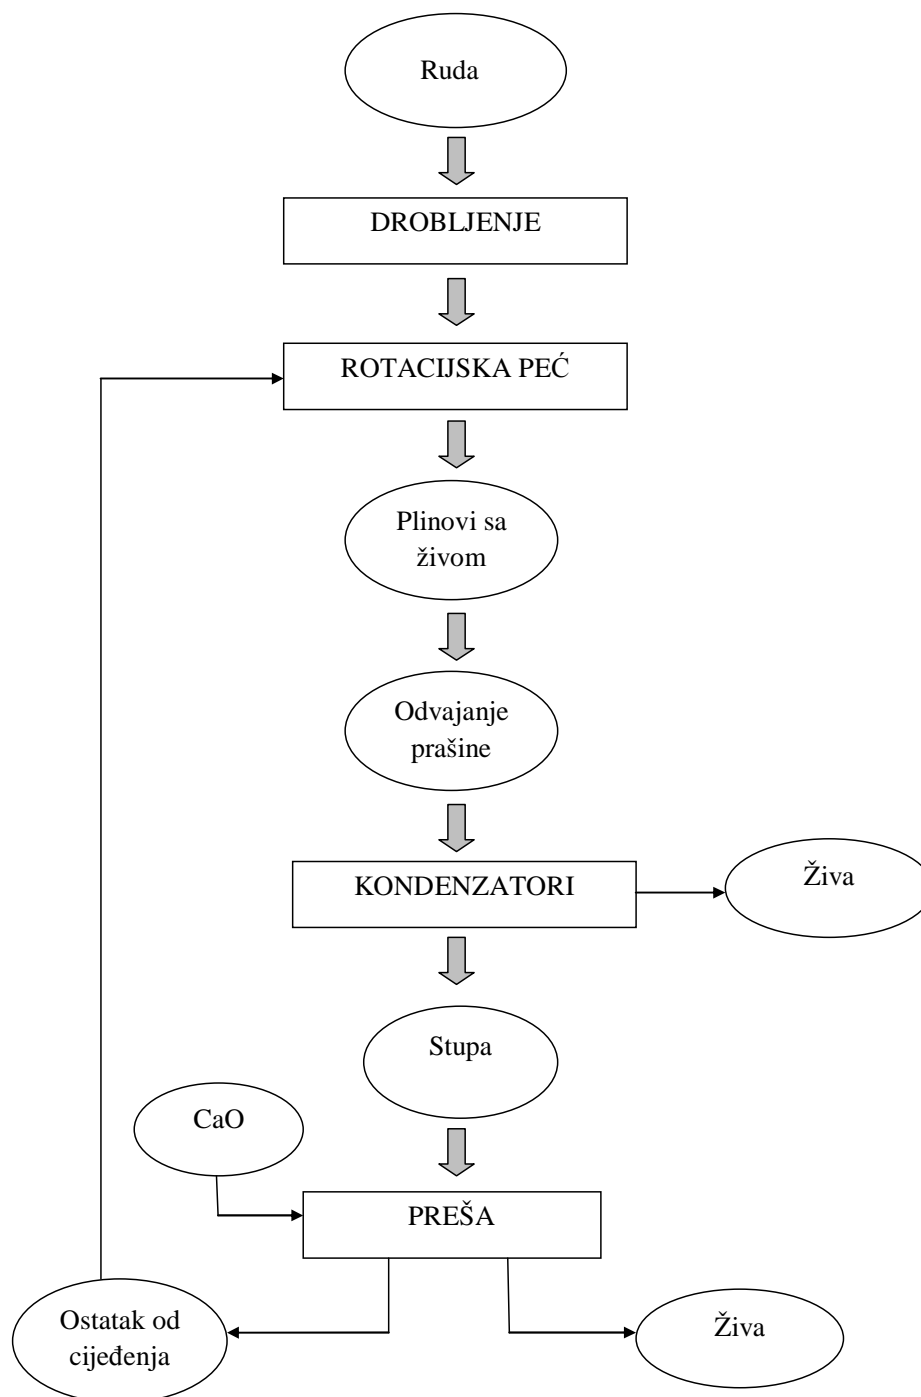 Ruda
DROBLJENJE
ROTACIJSKA PEĆ
Plinovi sa
živom
Odvajanje
prašine
KONDENZATORI
Živa
Stupa
CaO
PREŠA
Ostatak od
cijeđenja
Živa